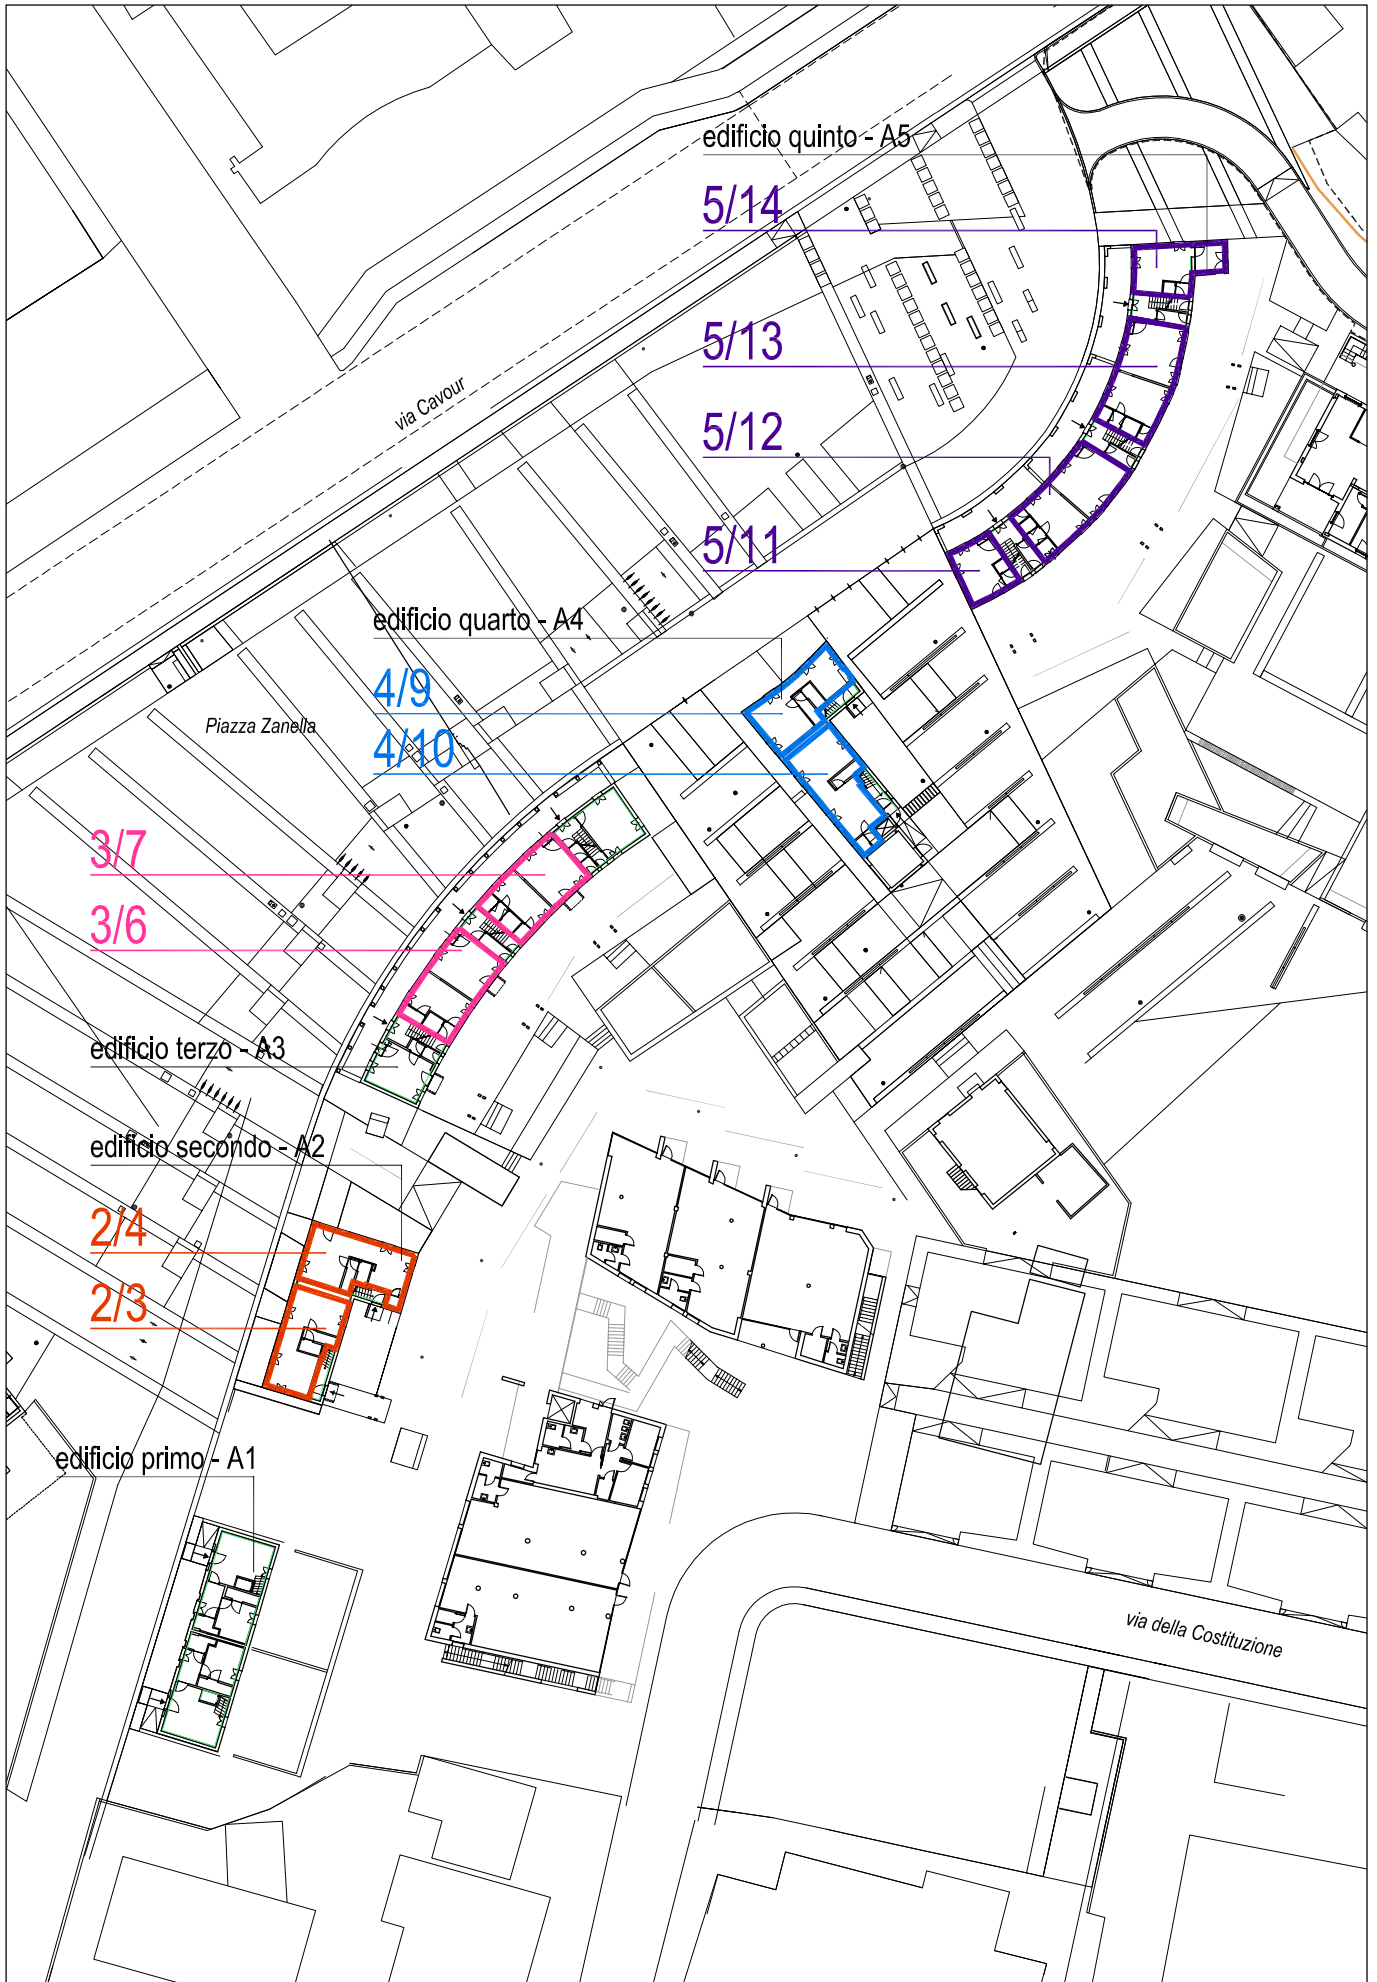 edificio quinto - A5
5/14
5/13
via Cavour
5/12
5/11
edificio quarto - A4
4/9
Piazza Zanella
4/10
3/7
3/6
edificio terzo - A3
edificio secondo - A2
2/4
2/3
edificio primo - A1
via della Costituzione